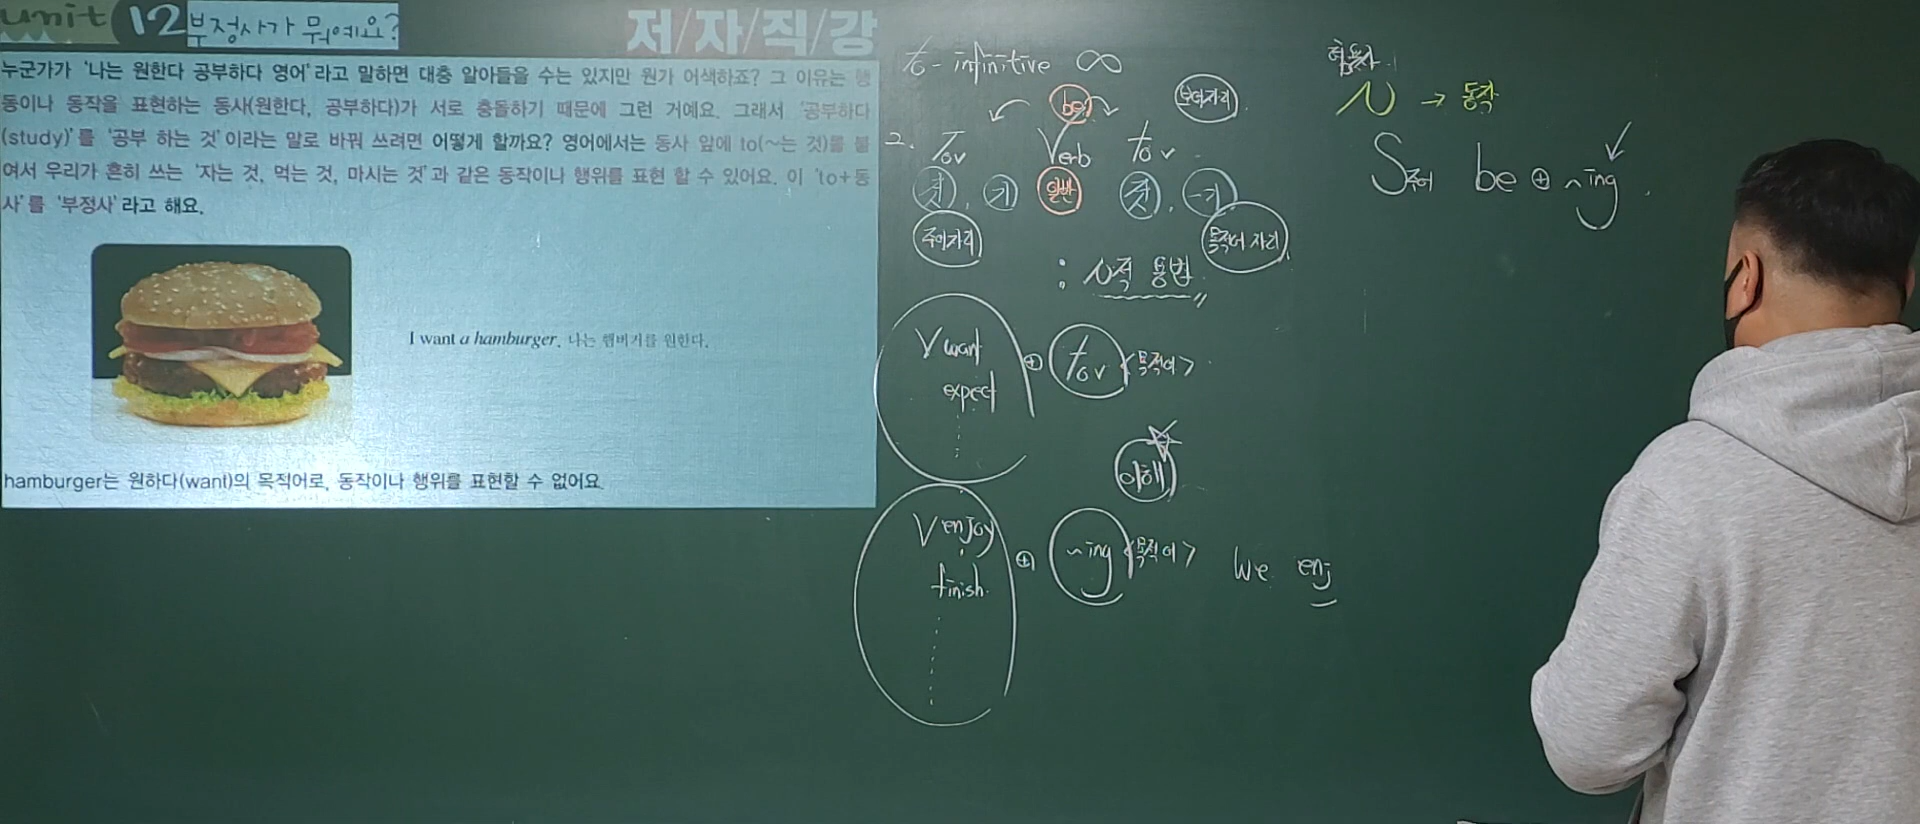 unit 12 부정사가 뭐예요?
저/자/직/강
누군가가 '나는 원한다 공부하다 영어'라고 말하면 대충 알아들을 수는 있지만 뭔가 어색하죠? 그 이유는 행
동이나 동작을 표현하는 동사(원한다, 공부하다)가 서로 충돌하기 때문에 그런 거예요. 그래서 '공부하다
(study)'를 '공부 하는 것'이라는 말로 바꿔 쓰려면 어떻게 할까요? 영어에서는 동사 앞에 to(~는 것)를 붙
여서 우리가 흔히 쓰는 '자는 것, 먹는 것, 마시는 것'과 같은 동작이나 행위를 표현 할 수 있어요. 이 'to+동
사'를 '부정사'라고 해요.
I want a hamburger. 나는 햄버거를 원한다.
hamburger는 원하다(want)의 목적어로, 동작이나 행위를 표현할 수 없어요.
to - infinitive ∞
be
보어자리
2. To v Verb to v
것, 기 일반 것, -기
주어자리 목적어 자리
: N적 용법
V want ⊕ to v <목적어>
expect
이해
V enjoy ⊕ ~ing <목적어> We enj
finish.
N → 동작
S주어 be ⊕ ~ing.